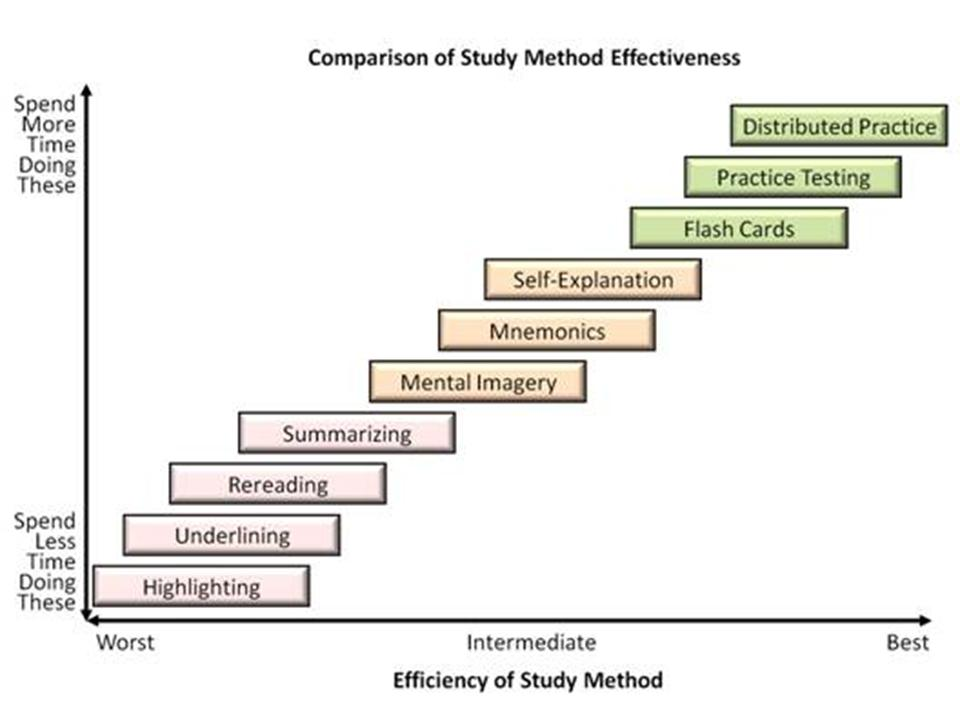 Comparison of Study Method Effectiveness
Spend
More
Time
Doing
These
Distributed Practice
Practice Testing
Flash Cards
Self-Explanation
Mnemonics
Mental Imagery
Summarizing
Rereading
Underlining
Highlighting
Spend
Less
Time
Doing
These
Worst
Intermediate
Best
Efficiency of Study Method